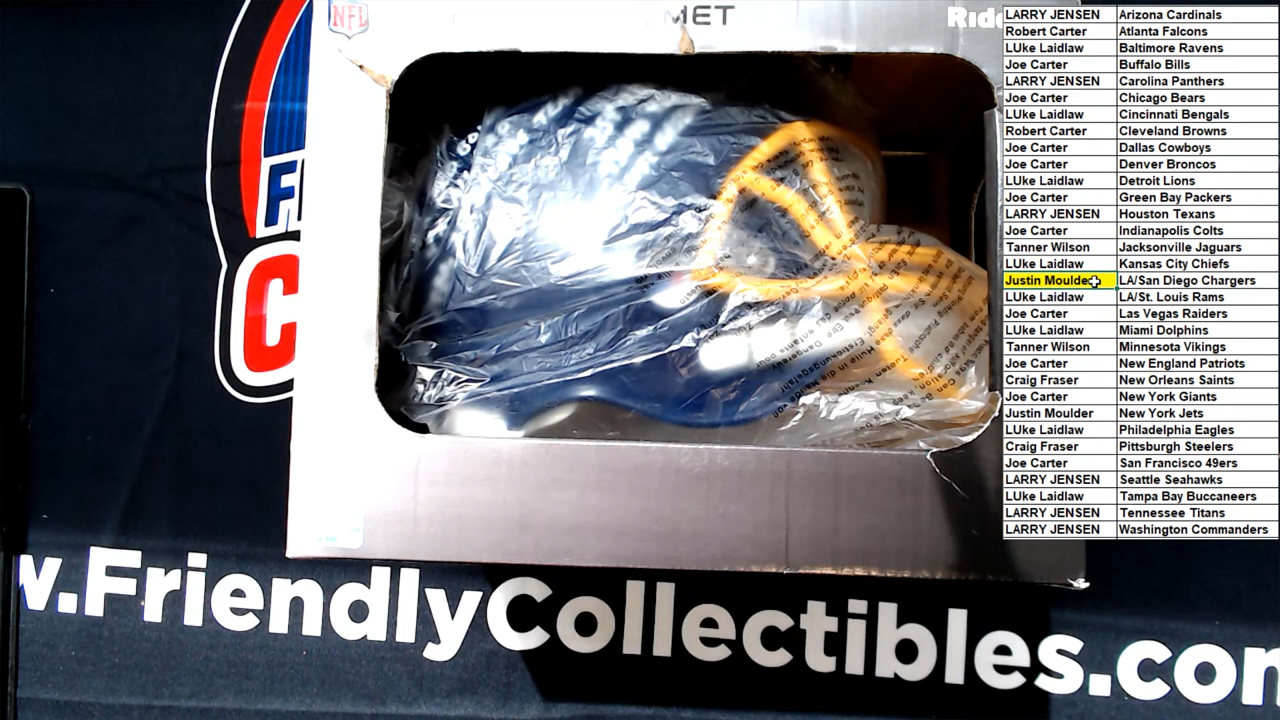 NFL
MET
Ridd
F
C
w.FriendlyCollectibles.com
LARRY JENSEN Arizona Cardinals
Robert Carter Atlanta Falcons
LUke Laidlaw Baltimore Ravens
Joe Carter Buffalo Bills
LARRY JENSEN Carolina Panthers
Joe Carter Chicago Bears
LUke Laidlaw Cincinnati Bengals
Robert Carter Cleveland Browns
Joe Carter Dallas Cowboys
Joe Carter Denver Broncos
LUke Laidlaw Detroit Lions
Joe Carter Green Bay Packers
LARRY JENSEN Houston Texans
Joe Carter Indianapolis Colts
Tanner Wilson Jacksonville Jaguars
LUke Laidlaw Kansas City Chiefs
Justin Moulder LA/San Diego Chargers
LUke Laidlaw LA/St. Louis Rams
Joe Carter Las Vegas Raiders
LUke Laidlaw Miami Dolphins
Tanner Wilson Minnesota Vikings
Joe Carter New England Patriots
Craig Fraser New Orleans Saints
Joe Carter New York Giants
Justin Moulder New York Jets
LUke Laidlaw Philadelphia Eagles
Craig Fraser Pittsburgh Steelers
Joe Carter San Francisco 49ers
LARRY JENSEN Seattle Seahawks
LUke Laidlaw Tampa Bay Buccaneers
LARRY JENSEN Tennessee Titans
LARRY JENSEN Washington Commanders